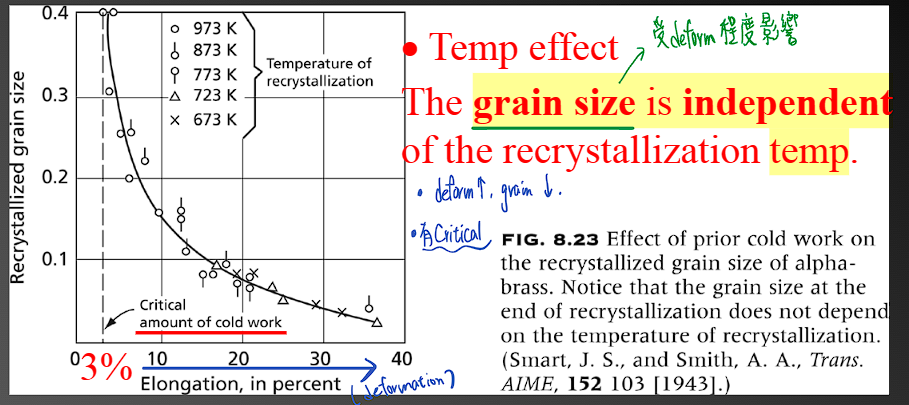 0.4
0.3
0.2
0.1
Recrystallized grain size
973 K
873 K
773 K
723 K
673 K
Temperature of
recrystallization
Critical
amount of cold work
0
10
20
30
40
3%
Elongation, in percent
(deformation)
受deform 程度影響
• Temp effect
The grain size is independent
of the recrystallization temp.
• deform↑, grain ↓.
• 有Critical
FIG. 8.23 Effect of prior cold work on
the recrystallized grain size of alpha-
brass. Notice that the grain size at the
end of recrystallization does not depend
on the temperature of recrystallization.
(Smart, J. S., and Smith, A. A., Trans.
AIME, 152 103 [1943].)